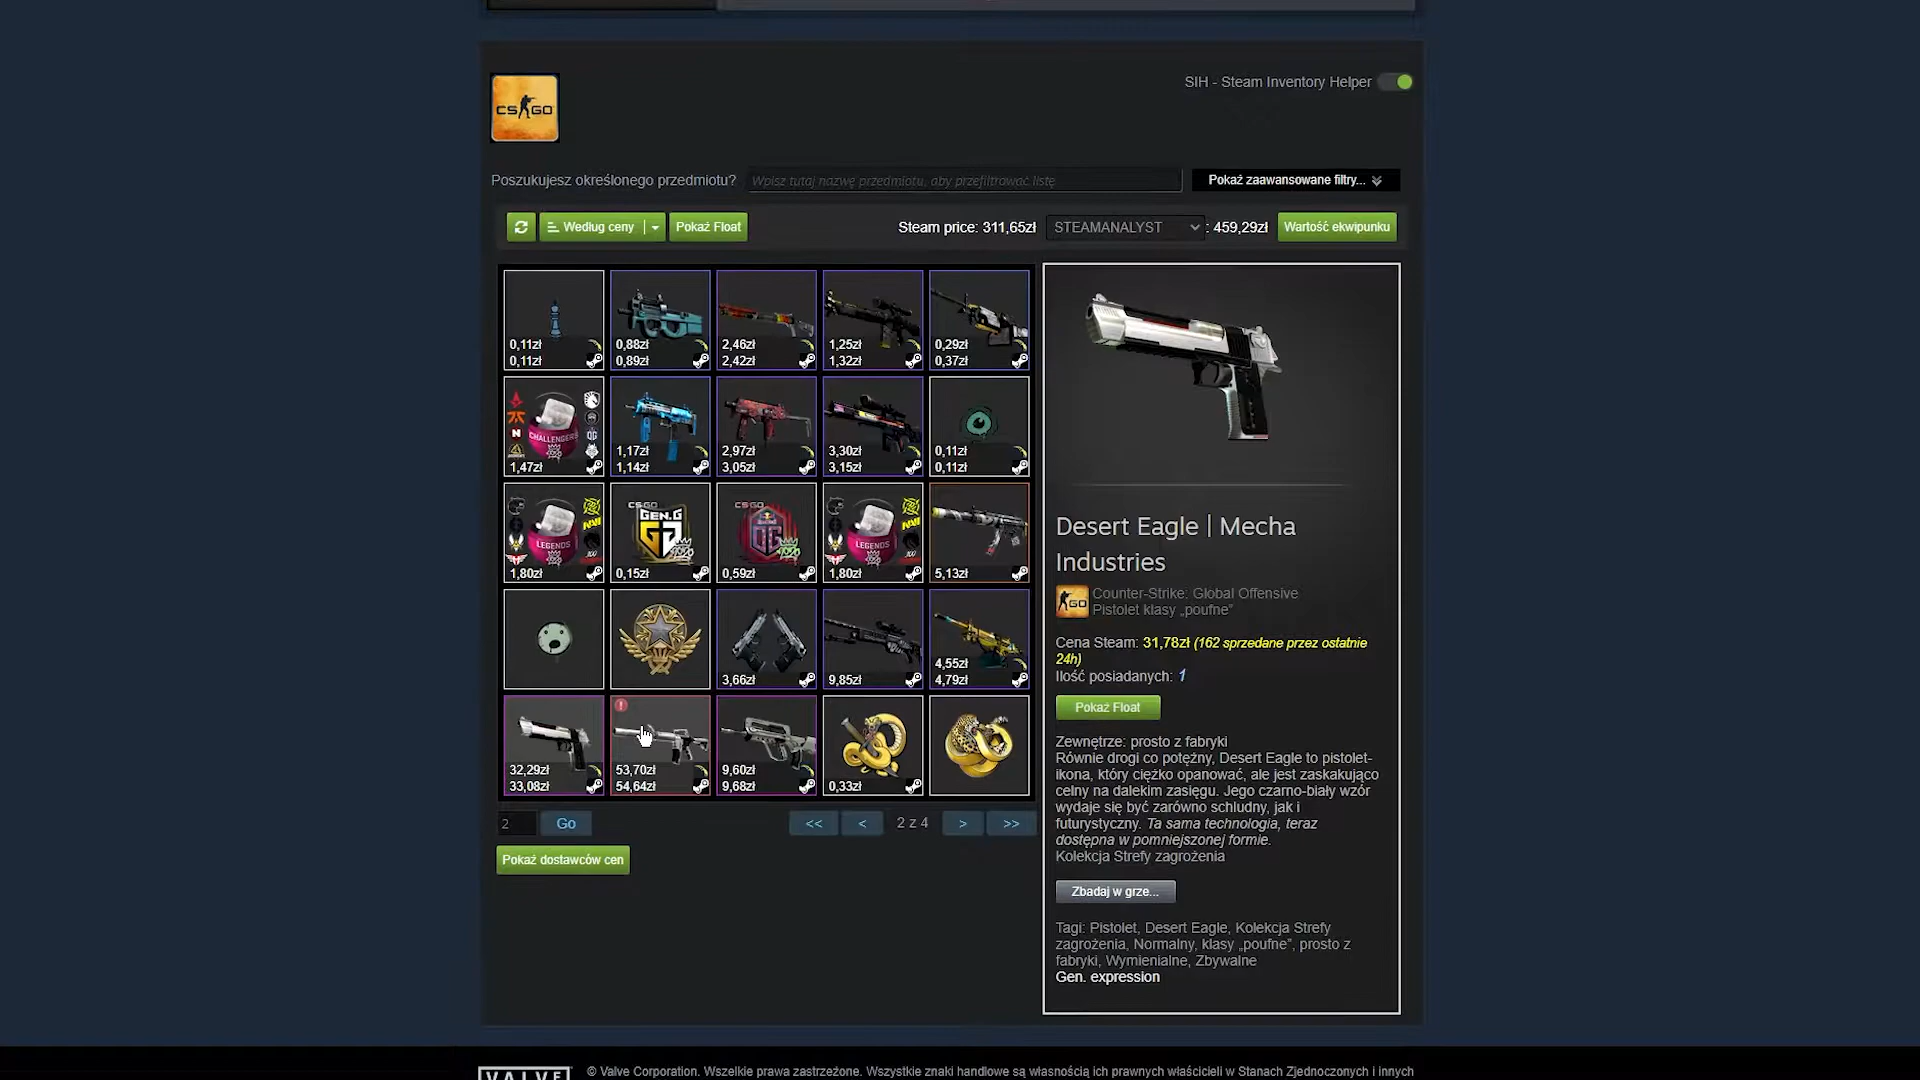 CS GO
SIH - Steam Inventory Helper
Poszukujesz określonego przedmiotu?
Wpisz tutaj nazwę przedmiotu, aby przefiltrować listę
Pokaż zaawansowane filtry...
Według ceny
Pokaż Float
Steam price: 311,65zł
STEAMANALYST
: 459,29zł
Wartość ekwipunku
0,11zł
0,11zł
0,88zł
0,89zł
2,46zł
2,42zł
1,25zł
1,32zł
0,29zł
0,37zł
CHALLENGERS
1,47zł
1,17zł
1,14zł
2,97zł
3,05zł
3,30zł
3,15zł
0,11zł
0,11zł
LEGENDS
1,80zł
CSGO
GEN.G
0,15zł
CSGO
OG
0,59zł
LEGENDS
1,80zł
5,13zł
3,66zł
9,85zł
4,55zł
4,79zł
32,29zł
33,08zł
53,70zł
54,64zł
9,60zł
9,68zł
0,33zł
2
Go
<<
<
2 z 4
>
>>
Pokaż dostawców cen
Desert Eagle | Mecha
Industries
GO
Counter-Strike: Global Offensive
Pistolet klasy „poufne”
Cena Steam: 31,78zł (162 sprzedane przez ostatnie
24h)
Ilość posiadanych: 1
Pokaż Float
Zewnętrze: prosto z fabryki
Równie drogi co potężny, Desert Eagle to pistolet-
ikona, który ciężko opanować, ale jest zaskakująco
celny na dalekim zasięgu. Jego czarno-biały wzór
wydaje się być zarówno schludny, jak i
futurystyczny. Ta sama technologia, teraz
dostępna w pomniejszonej formie.
Kolekcja Strefy zagrożenia
Zbadaj w grze...
Tagi: Pistolet, Desert Eagle, Kolekcja Strefy
zagrożenia, Normalny, klasy „poufne”, prosto z
fabryki, Wymienialne, Zbywalne
Gen. expression
VALVE
© Valve Corporation. Wszelkie prawa zastrzeżone. Wszystkie znaki handlowe są własnością ich prawnych właścicieli w Stanach Zjednoczonych i innych